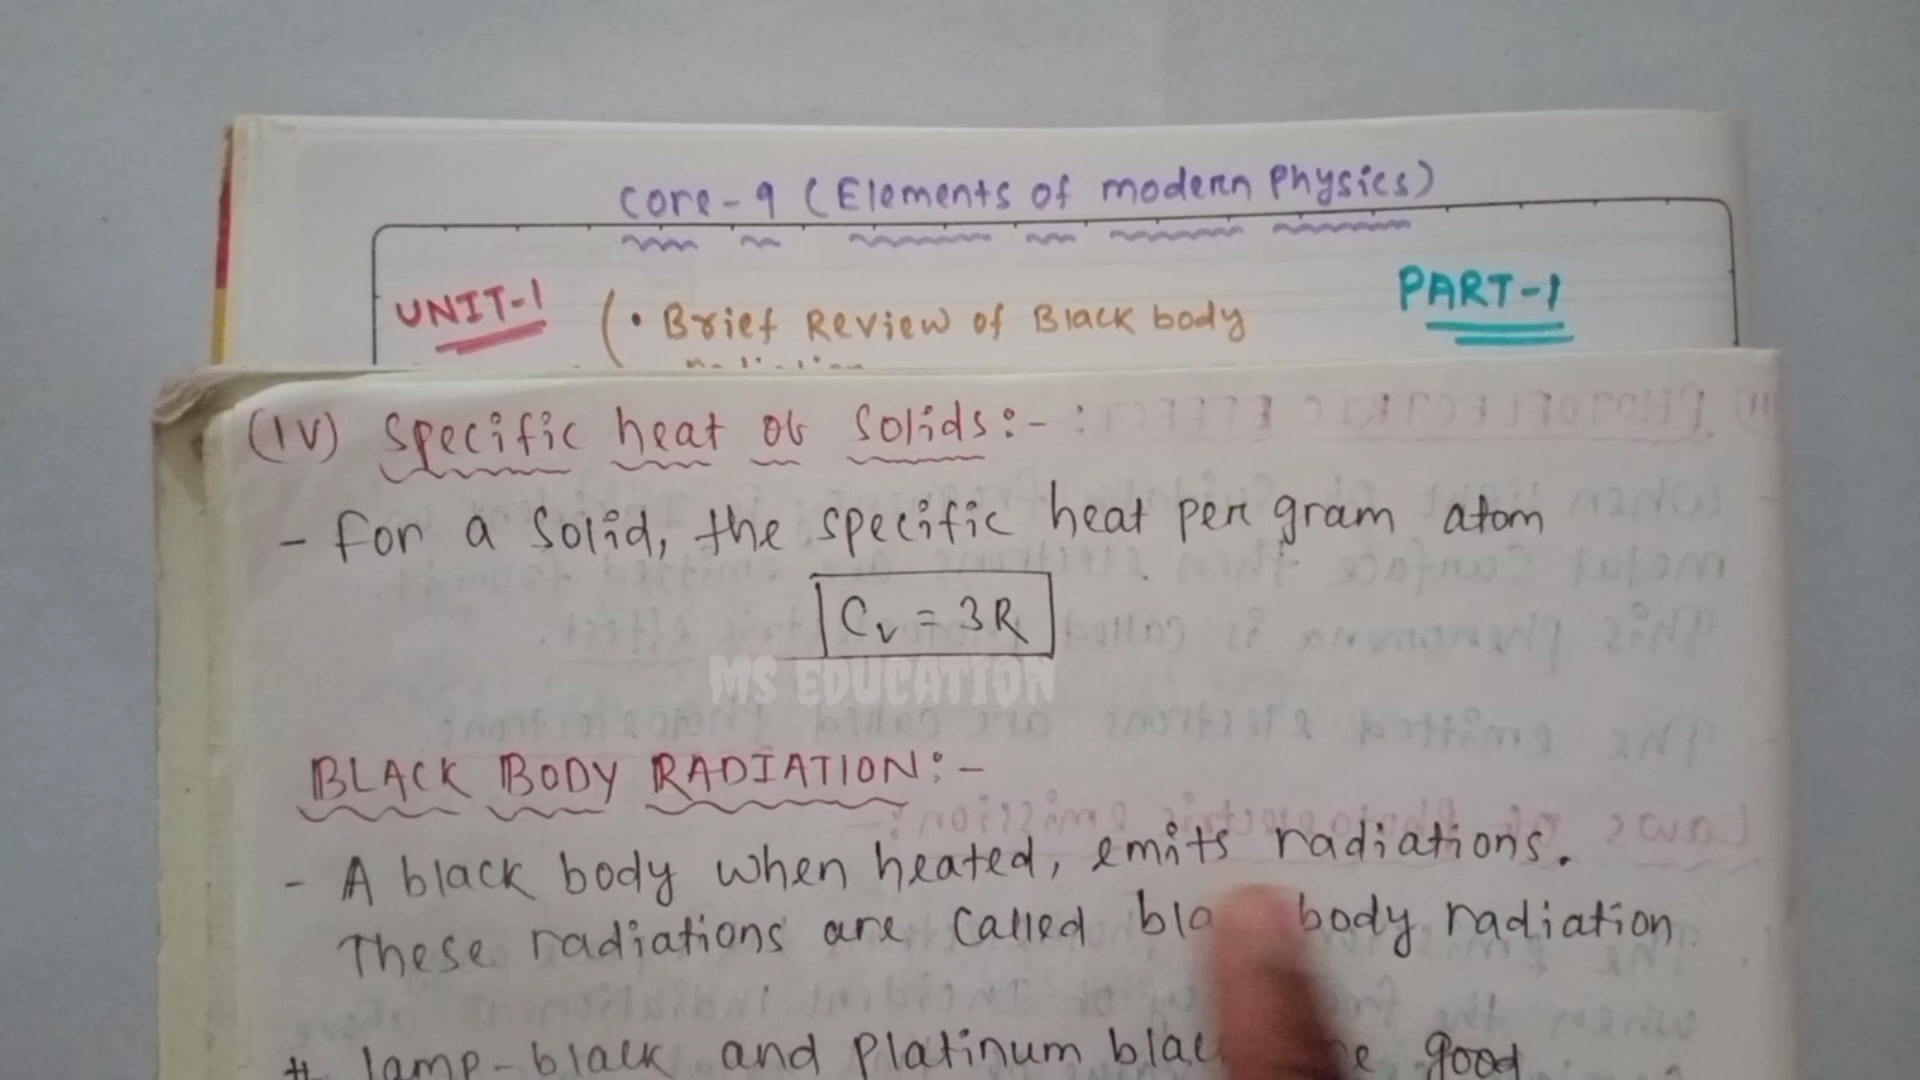 Core-9 (Elements of modern Physics)
UNIT-1 (• Brief Review of Black body
PART-1
(iv) Specific heat of Solids:-
- For a Solid, the specific heat per gram atom
Cv = 3R
MS EDUCATION
BLACK BODY RADIATION:-
- A black body when heated, emits radiations.
These radiations are called body radiation
# lamp-black and Platinum good